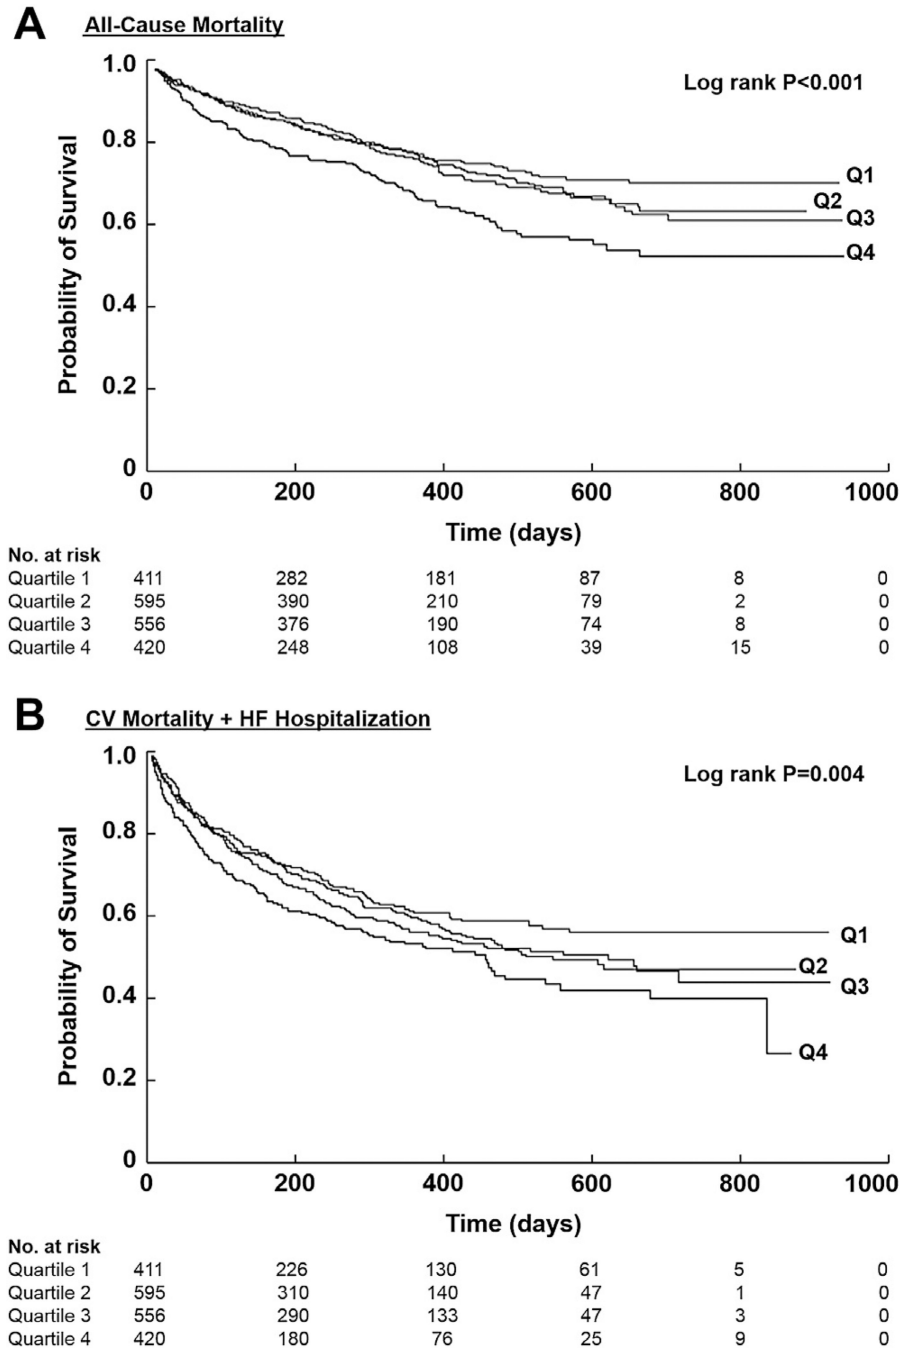 A All-Cause Mortality
1.0
Log rank P<0.001
0.8
Probability of Survival
Q1
Q2
Q3
0.6
Q4
0.4
0.2
0
0 200 400 600 800 1000
Time (days)
No. at risk
Quartile 1 411 282 181 87 8 0
Quartile 2 595 390 210 79 2 0
Quartile 3 556 376 190 74 8 0
Quartile 4 420 248 108 39 15 0
B CV Mortality + HF Hospitalization
1.0
Log rank P=0.004
0.8
Probability of Survival
0.6
Q1
Q2
Q3
0.4
Q4
0.2
0
0 200 400 600 800 1000
Time (days)
No. at risk
Quartile 1 411 226 130 61 5 0
Quartile 2 595 310 140 47 1 0
Quartile 3 556 290 133 47 3 0
Quartile 4 420 180 76 25 9 0